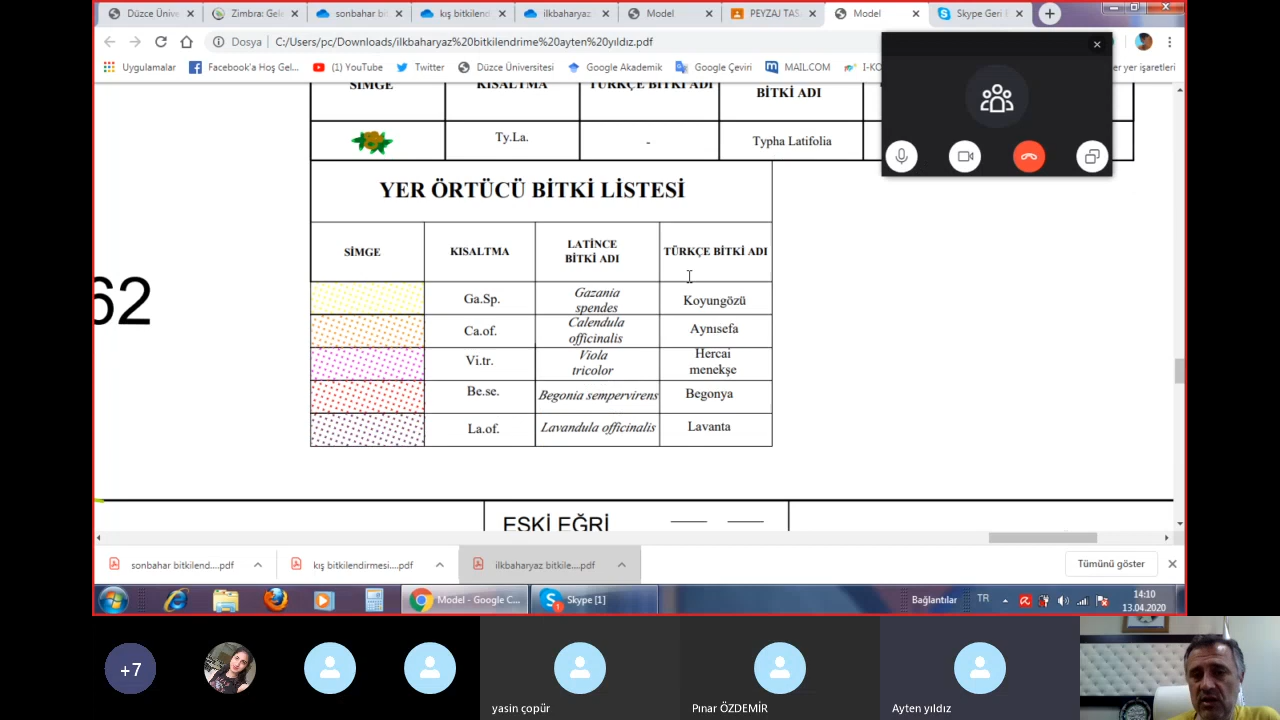 Düzce Ünive
Zimbra: Gele
sonbahar bit
kış bitkilend
ilkbaharyaz
Model
PEYZAJ TAS
Model
Skype Geri B
Dosya
C:/Users/pc/Downloads/ilkbaharyaz%20bitkilendrime%20ayten%20yıldız.pdf
Uygulamalar
Facebook'a Hoş Gel...
(1) YouTube
Twitter
Düzce Üniversitesi
Google Akademik
Google Çeviri
MAIL.COM
I-KO
er yer işaretleri
SİMGE
KISALTMA
TÜRKÇE BİTKİ ADI
BİTKİ ADI
Ty.La.
-
Typha Latifolia
YER ÖRTÜCÜ BİTKİ LİSTESİ
SİMGE
KISALTMA
LATİNCE
BİTKİ ADI
TÜRKÇE BİTKİ ADI
Ga.Sp.
Gazania
spendes
Koyungözü
Ca.of.
Calendula
officinalis
Aynısefa
Vi.tr.
Viola
tricolor
Hercai
menekşe
Be.se.
Begonia sempervirens
Begonya
La.of.
Lavandula officinalis
Lavanta
62
ESKİ EĞRİ
sonbahar bitkilend....pdf
kış bitkilendirmesi....pdf
ilkbaharyaz bitkile....pdf
Tümünü göster
Model - Google C...
Skype [1]
Bağlantılar
TR
14:10
13.04.2020
+7
yasin çopür
Pınar ÖZDEMİR
Ayten yıldız